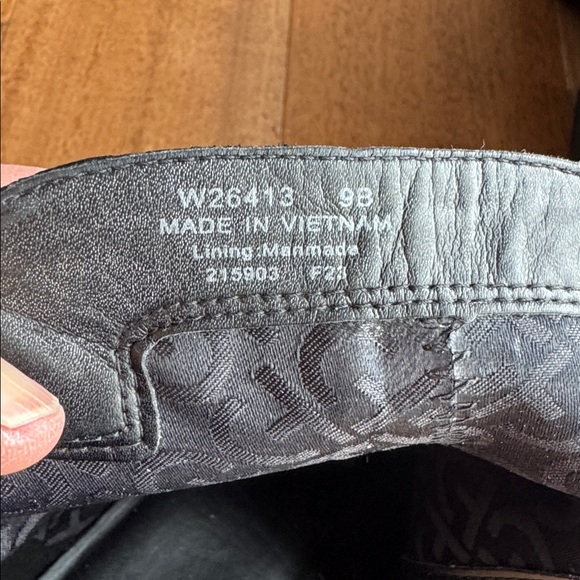 W26413 9B
MADE IN VIETNAM
Lining:Manmade
215903 F23